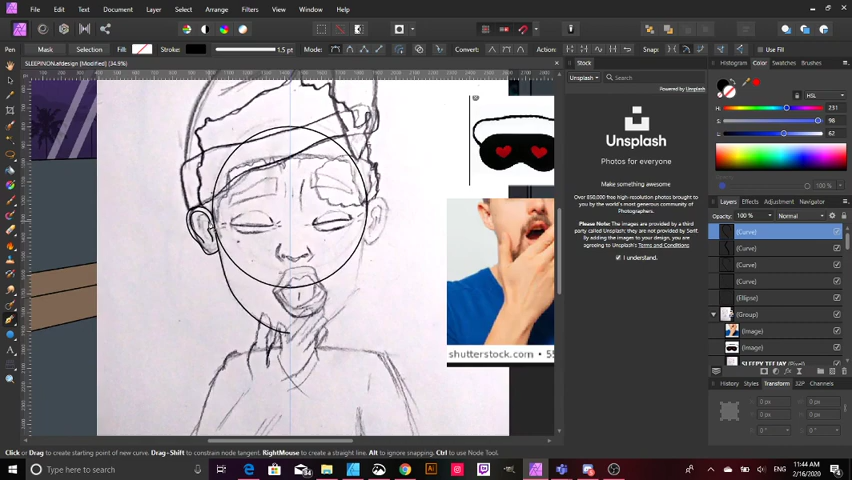 File Edit Text Document Layer Select Arrange Filters View Window Help
Pen Mask Selection Fill: Stroke: 1.5 pt Mode: Convert: Action: Snap: Use Fill
SLEEPINON.afdesign [Modified] (34.9%)
Stock
Unsplash Search
Powered by Unsplash
Unsplash
Photos for everyone
Make something awesome
Over 850,000 free high resolution photos brought to you by the world's most generous community of Photographers.
Please Note: The images are provided by a third party called Unsplash; they are not provided by Serif. By adding the images to your design, you are agreeing to Unsplash's Terms and Conditions
I understand.
shutterstock.com •
Histogram Color Swatches Brushes
HSL
H: 231
S: 98
L: 62
100 %
Layers Effects Adjustment Navigator
Opacity: 100 % Normal
(Curve)
(Curve)
(Curve)
(Curve)
(Ellipse)
(Group)
(Image)
(Image)
SLEEPY TEEJAY (Pixel)
History Styles Transform Channels
X: 0 px Y: 0 px
W: 0 px H: 0 px
Click or Drag to create starting point of new curve. Drag+Shift to constrain node tangent. RightMouse to create a straight line. Alt to ignore snapping. to use Node Tool.
Type here to search
ENG
11:44 AM
2/16/2020